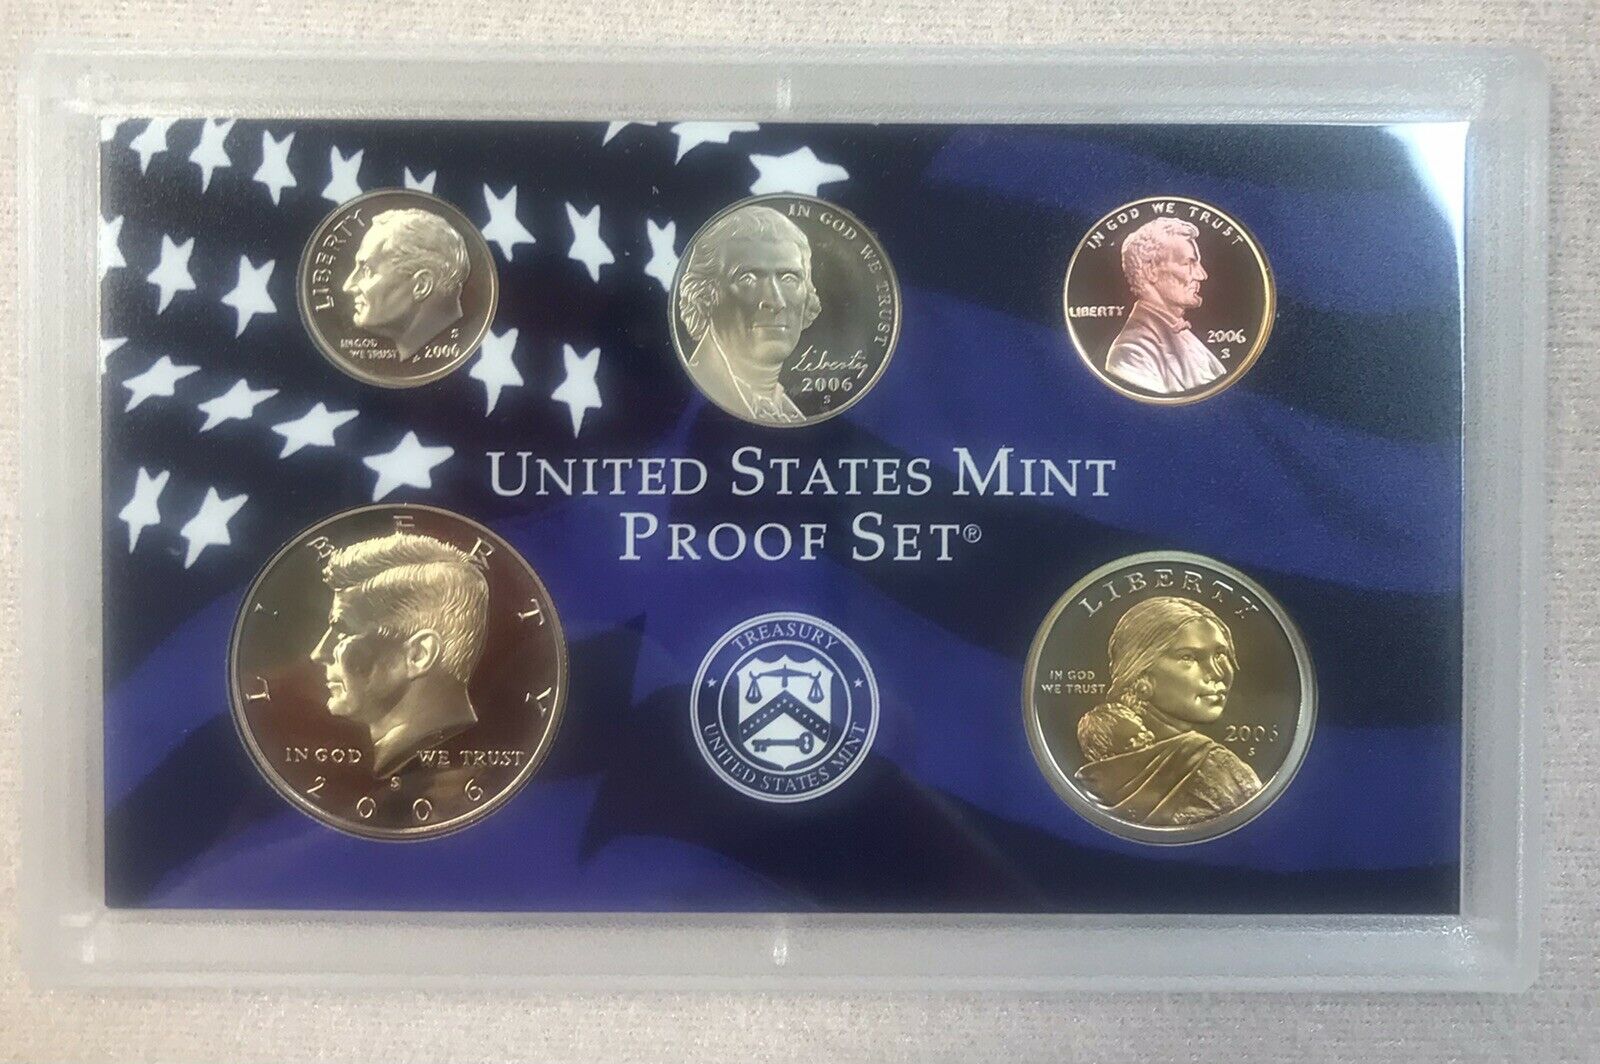 LIBERTY
IN GOD
WE TRUST
S
2006
IN GOD WE TRUST
Liberty
2006
S
IN GOD WE TRUST
LIBERTY
2006
S
UNITED STATES MINT
PROOF SET®
LIBERTY
IN GOD WE TRUST
S
2006
TREASURY
UNITED STATES MINT
LIBERTY
IN GOD
WE TRUST
2006
S